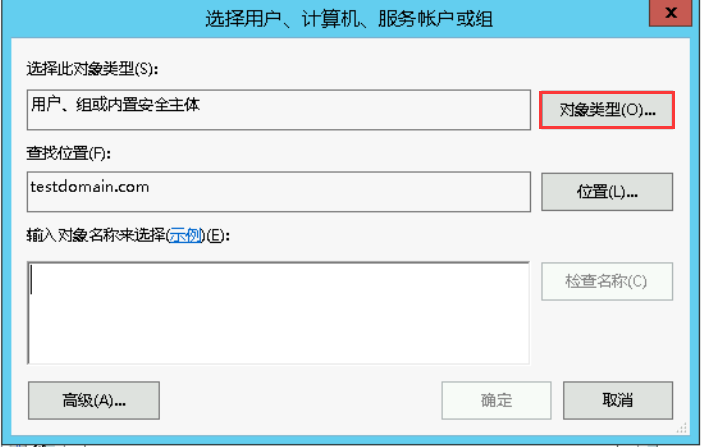 选择用户、计算机、服务帐户或组
x
选择此对象类型(S):
用户、组或内置安全主体
对象类型(O)...
查找位置(F):
testdomain.com
位置(L)...
输入对象名称来选择(示例)(E):
检查名称(C)
高级(A)...
确定
取消